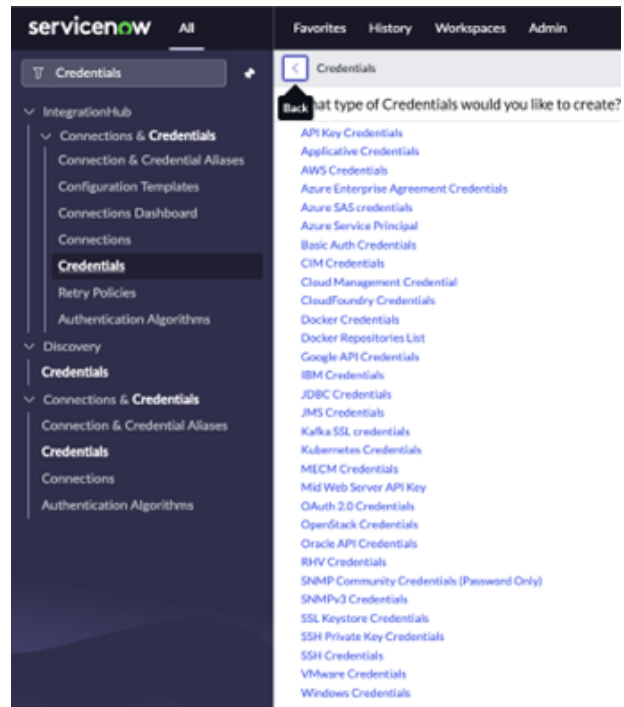 servicenow All Favorites History Workspaces Admin
Credentials
IntegrationHub
Connections & Credentials
Connection & Credential Aliases
Configuration Templates
Connections Dashboard
Connections
Credentials
Retry Policies
Authentication Algorithms
Discovery
Credentials
Connections & Credentials
Connection & Credential Aliases
Credentials
Connections
Authentication Algorithms
Credentials
Back
hat type of Credentials would you like to create?
API Key Credentials
Applicative Credentials
AWS Credentials
Azure Enterprise Agreement Credentials
Azure SAS credentials
Azure Service Principal
Basic Auth Credentials
CIM Credentials
Cloud Management Credential
CloudFoundry Credentials
Docker Credentials
Docker Repositories List
Google API Credentials
IBM Credentials
JDBC Credentials
JMS Credentials
Kafka SSL credentials
Kubernetes Credentials
MECM Credentials
Mid Web Server API Key
OAuth 2.0 Credentials
OpenStack Credentials
Oracle API Credentials
RHV Credentials
SNMP Community Credentials (Password Only)
SNMPv3 Credentials
SSL Keystore Credentials
SSH Private Key Credentials
SSH Credentials
VMware Credentials
Windows Credentials